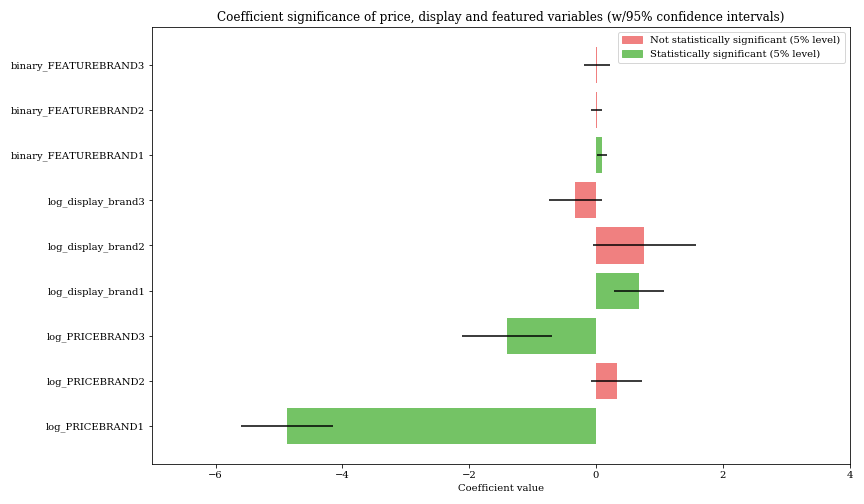 Coefficient significance of price, display and featured variables (w/95% confidence intervals)
Not statistically significant (5% level)
Statistically significant (5% level)
binary_FEATUREBRAND3
binary_FEATUREBRAND2
binary_FEATUREBRAND1
log_display_brand3
log_display_brand2
log_display_brand1
log_PRICEBRAND3
log_PRICEBRAND2
log_PRICEBRAND1
−6 −4 −2 0 2 4
Coefficient value